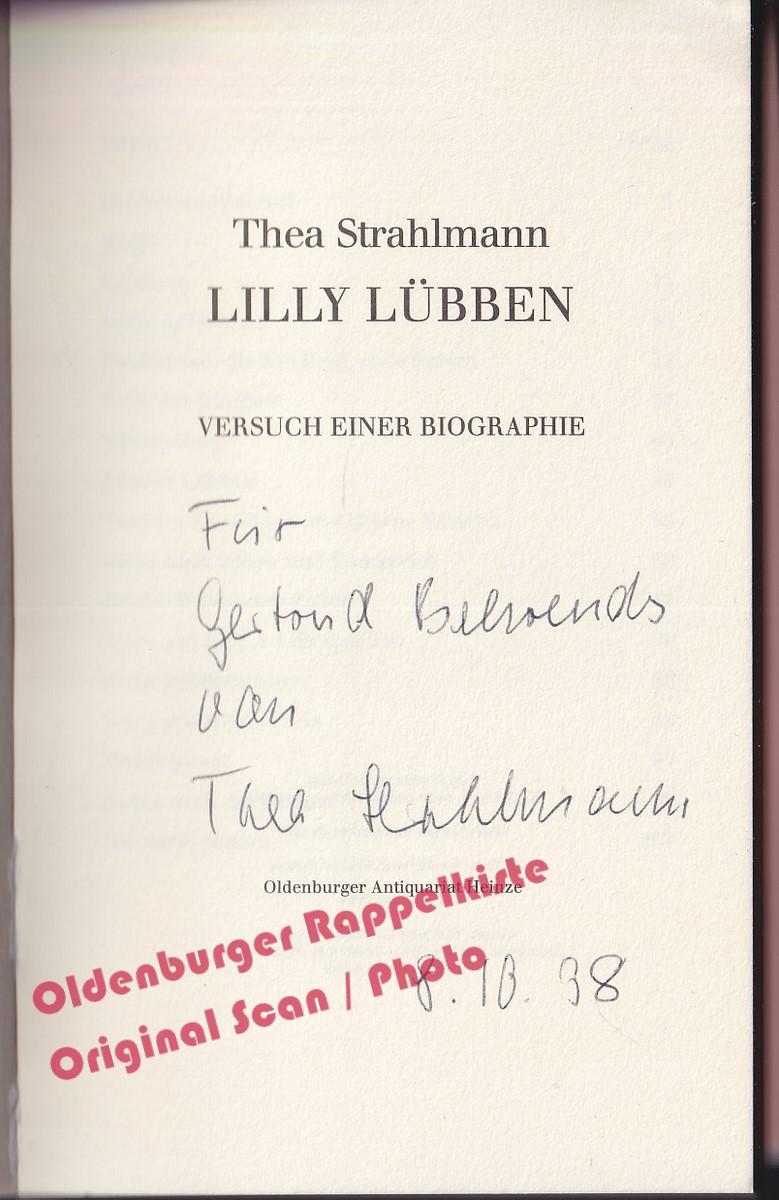 Thea Strahlmann
LILLY LÜBBEN
VERSUCH EINER BIOGRAPHIE
Für
Gertrud Behrends
von
Thea Strahlmann
Oldenburger Antiquariat Heinze
Oldenburger Rappelkiste
Original Scan / Photo
8.10.98